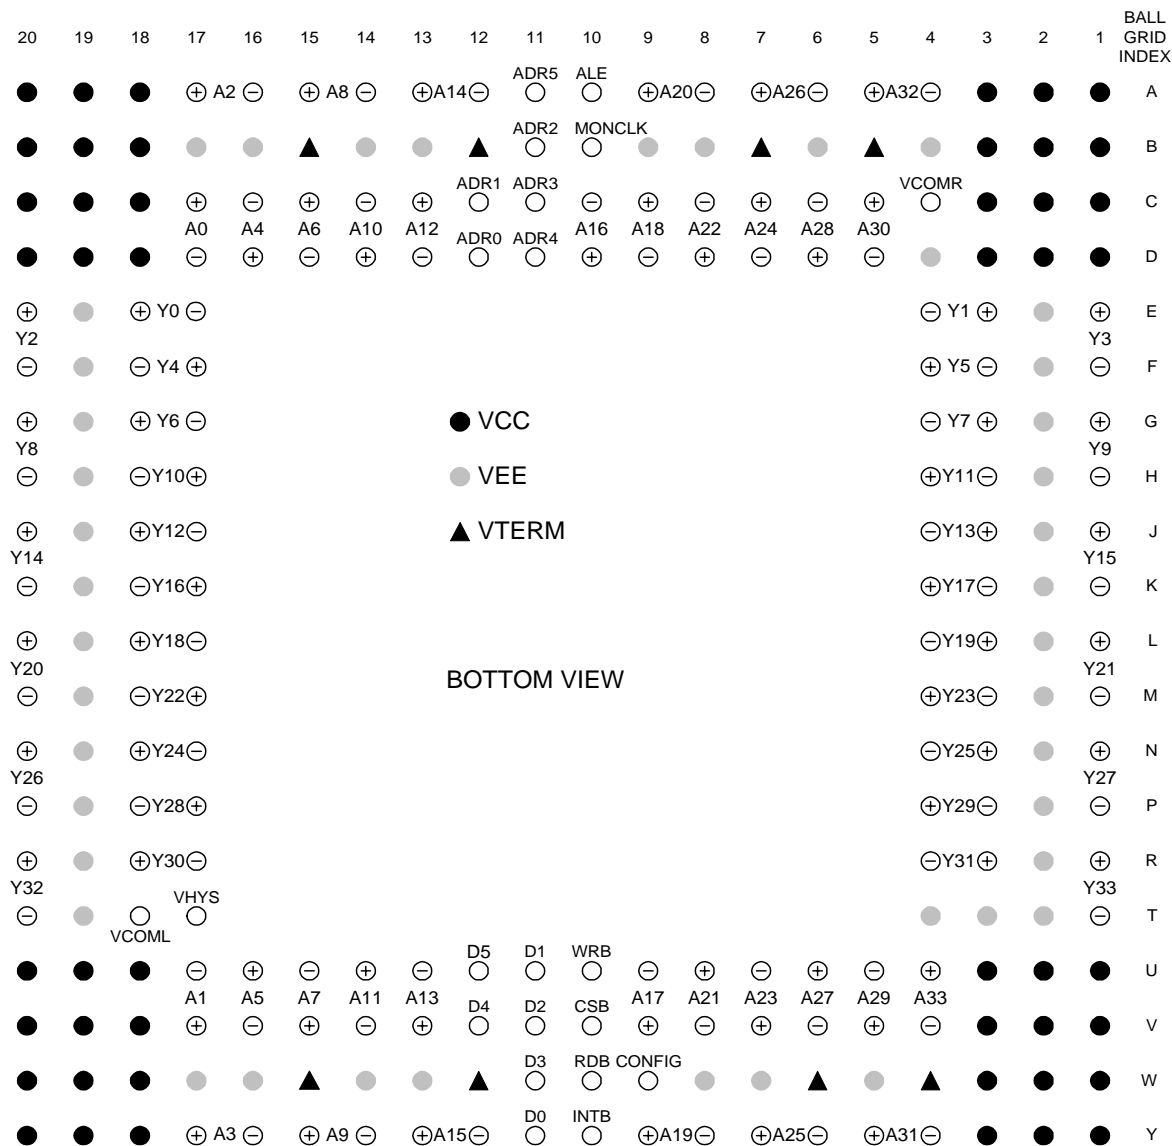 BALL
20 19 18 17 16 15 14 13 12 11 10 9 8 7 6 5 4 3 2 1 GRID
INDEX
ADR5 ALE
A2 A8 A14 A20 A26 A32 A
ADR2 MONCLK
B
ADR1 ADR3 VCOMR
C
A0 A4 A6 A10 A12 A16 A18 A22 A24 A28 A30
ADR0 ADR4
D
Y0 Y1 E
Y2 Y3
Y4 Y5 F
Y6 VCC Y7 G
Y8 Y9
Y10 VEE Y11 H
Y12 VTERM Y13 J
Y14 Y15
Y16 Y17 K
Y18 Y19 L
Y20 BOTTOM VIEW Y21
Y22 Y23 M
Y24 Y25 N
Y26 Y27
Y28 Y29 P
Y30 Y31 R
Y32 Y33
VHYS
T
VCOML
D5 D1 WRB
U
A1 A5 A7 A11 A13 D4 D2 CSB A17 A21 A23 A27 A29 A33
V
D3 RDB CONFIG
W
D0 INTB
A3 A9 A15 A19 A25 A31 Y